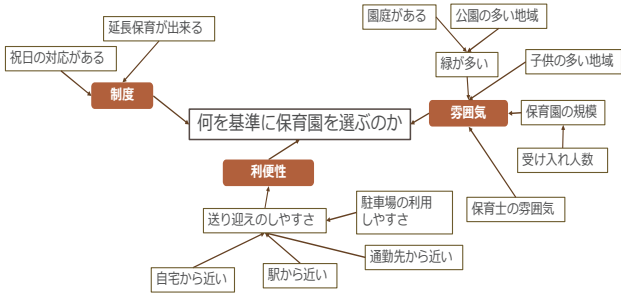 園庭がある
公園の多い地域
延長保育が出来る
祝日の対応がある
緑が多い
子供の多い地域
制度
雰囲気
保育園の規模
何を基準に保育園を選ぶのか
受け入れ人数
利便性
保育士の雰囲気
送り迎えのしやすさ
駐車場の利用
しやすさ
自宅から近い
駅から近い
通勤先から近い